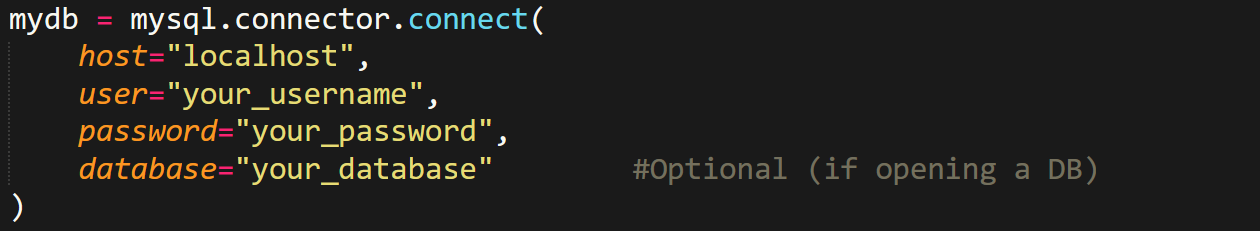 mydb = mysql.connector.connect(
    host="localhost",
    user="your_username",
    password="your_password",
    database="your_database"         #Optional (if opening a DB)
)